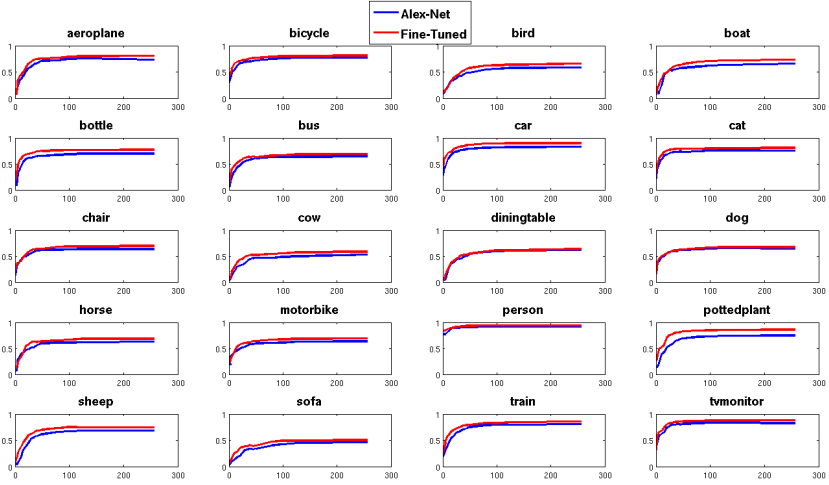 Alex-Net
Fine-Tuned
aeroplane
bicycle
bird
boat
1
0.5
0
0 100 200 300
1
0.5
0
0 100 200 300
1
0.5
0
0 100 200 300
1
0.5
0
0 100 200 300
bottle
bus
car
cat
1
0.5
0
0 100 200 300
1
0.5
0
0 100 200 300
1
0.5
0
0 100 200 300
1
0.5
0
0 100 200 300
chair
cow
diningtable
dog
1
0.5
0
0 100 200 300
1
0.5
0
0 100 200 300
1
0.5
0
0 100 200 300
1
0.5
0
0 100 200 300
horse
motorbike
person
pottedplant
1
0.5
0
0 100 200 300
1
0.5
0
0 100 200 300
1
0.5
0
0 100 200 300
1
0.5
0
0 100 200 300
sheep
sofa
train
tvmonitor
1
0.5
0
0 100 200 300
1
0.5
0
0 100 200 300
1
0.5
0
0 100 200 300
1
0.5
0
0 100 200 300